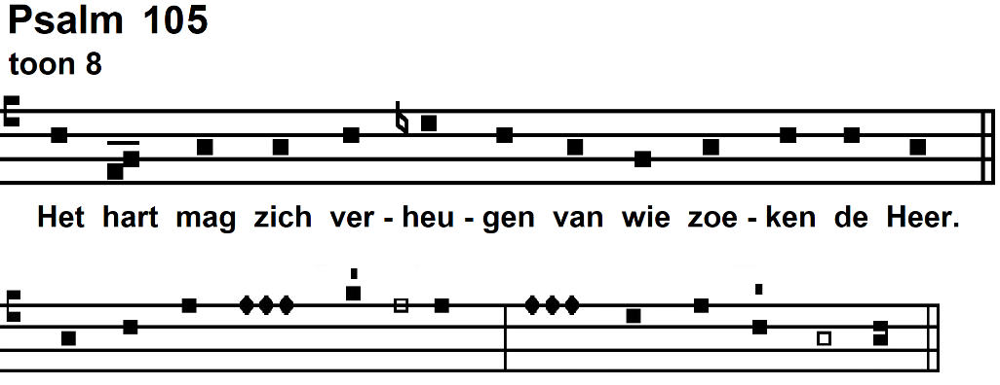 Psalm 105
toon 8
Het hart mag zich ver - heu - gen van wie zoe - ken de Heer.